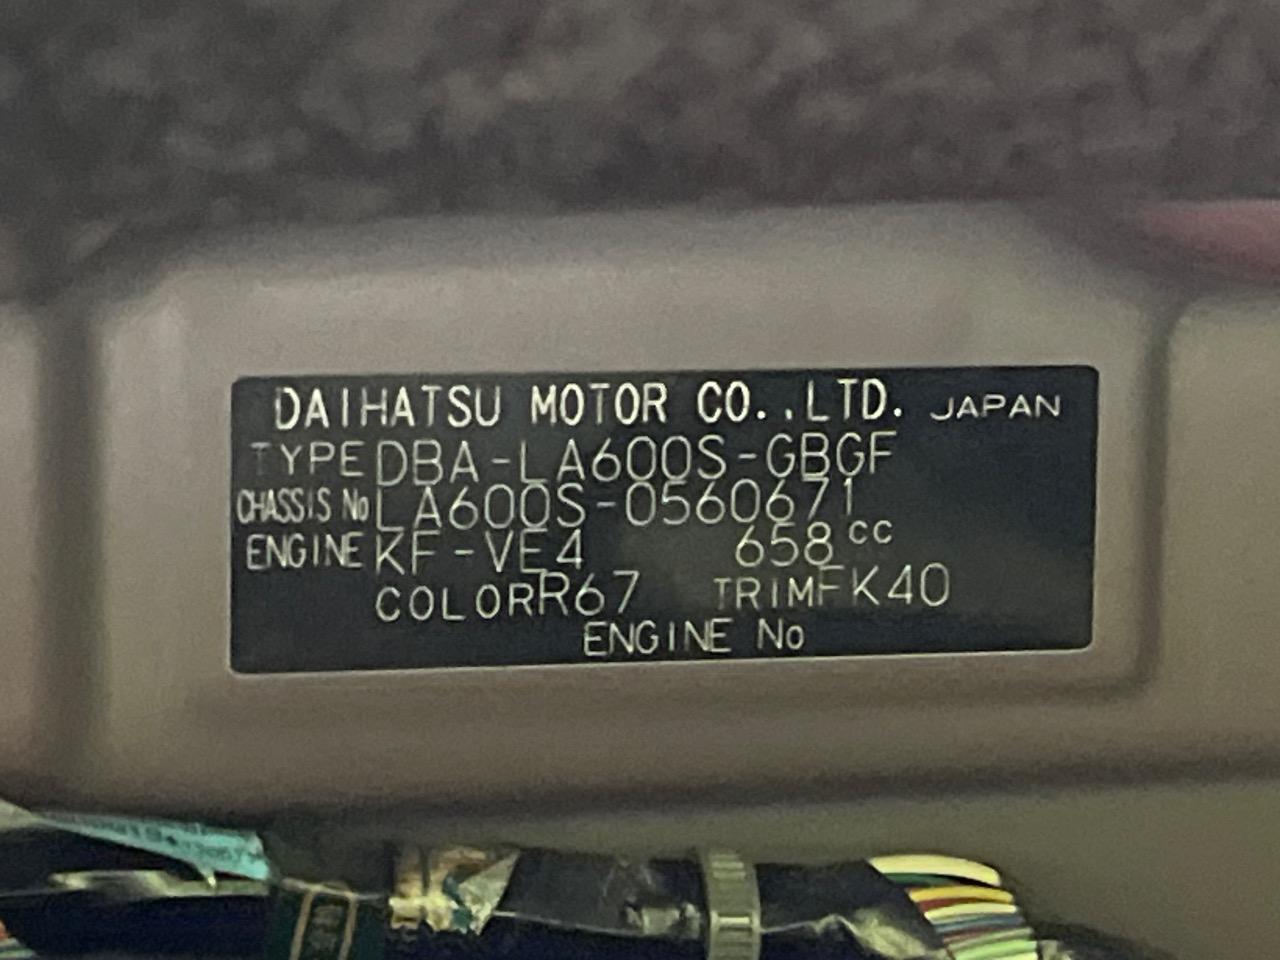 DAIHATSU MOTOR CO.,LTD. JAPAN
TYPE DBA-LA600S-GBGF
CHASSIS No LA600S-0560671
ENGINE KF-VE4 658cc
COLOR R67 TRIM FK40
ENGINE No